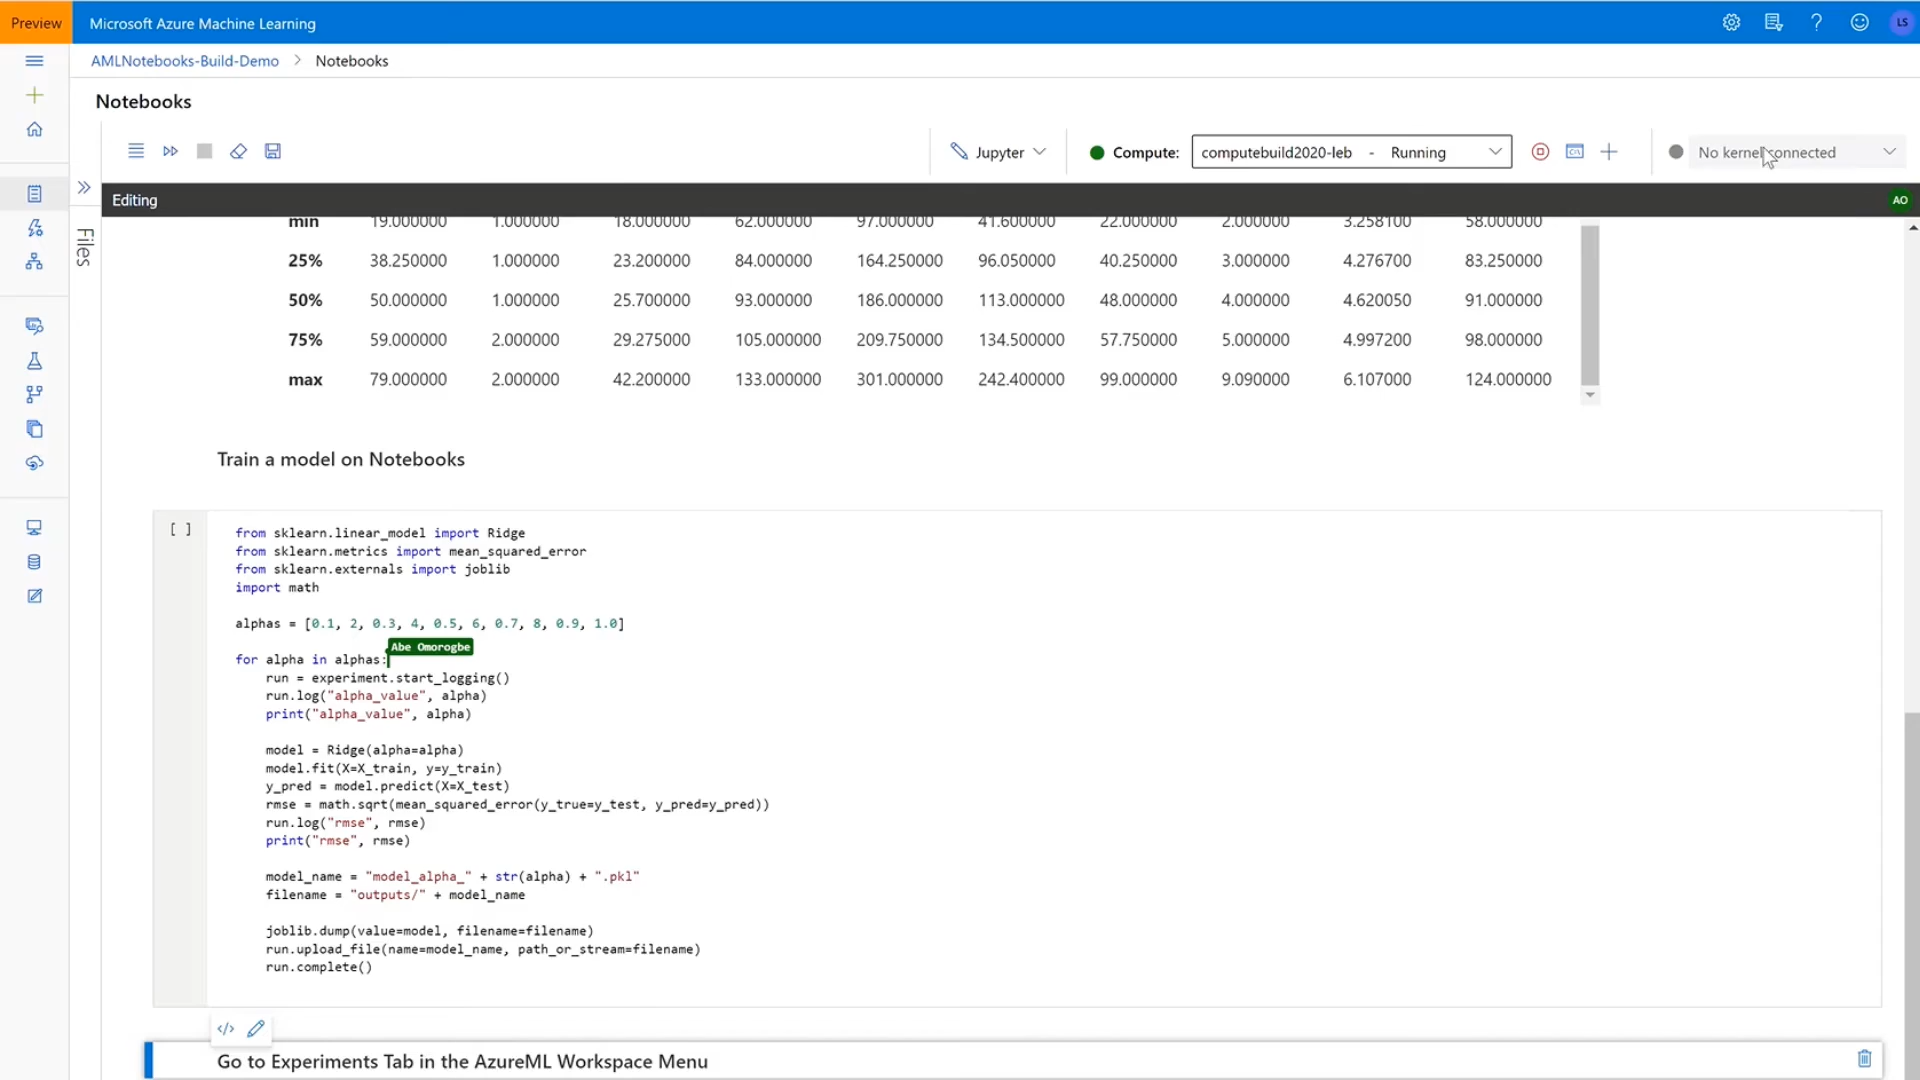 Preview Microsoft Azure Machine Learning LS
AMLNotebooks-Build-Demo > Notebooks
Notebooks
Jupyter Compute: computebuild2020-leb - Running No kernel connected
Editing AO
Files
min 19.000000 1.000000 18.000000 62.000000 97.000000 41.600000 22.000000 2.000000 3.258100 58.000000
25% 38.250000 1.000000 23.200000 84.000000 164.250000 96.050000 40.250000 3.000000 4.276700 83.250000
50% 50.000000 1.000000 25.700000 93.000000 186.000000 113.000000 48.000000 4.000000 4.620050 91.000000
75% 59.000000 2.000000 29.275000 105.000000 209.750000 134.500000 57.750000 5.000000 4.997200 98.000000
max 79.000000 2.000000 42.200000 133.000000 301.000000 242.400000 99.000000 9.090000 6.107000 124.000000
Train a model on Notebooks
[ ] from sklearn.linear_model import Ridge
from sklearn.metrics import mean_squared_error
from sklearn.externals import joblib
import math
alphas = [0.1, 2, 0.3, 4, 0.5, 6, 0.7, 8, 0.9, 1.0]
Abe Omorogbe
for alpha in alphas:
run = experiment.start_logging()
run.log("alpha_value", alpha)
print("alpha_value", alpha)
model = Ridge(alpha=alpha)
model.fit(X=X_train, y=y_train)
y_pred = model.predict(X=X_test)
rmse = math.sqrt(mean_squared_error(y_true=y_test, y_pred=y_pred))
run.log("rmse", rmse)
print("rmse", rmse)
model_name = "model_alpha_" + str(alpha) + ".pkl"
filename = "outputs/" + model_name
joblib.dump(value=model, filename=filename)
run.upload_file(name=model_name, path_or_stream=filename)
run.complete()
Go to Experiments Tab in the AzureML Workspace Menu